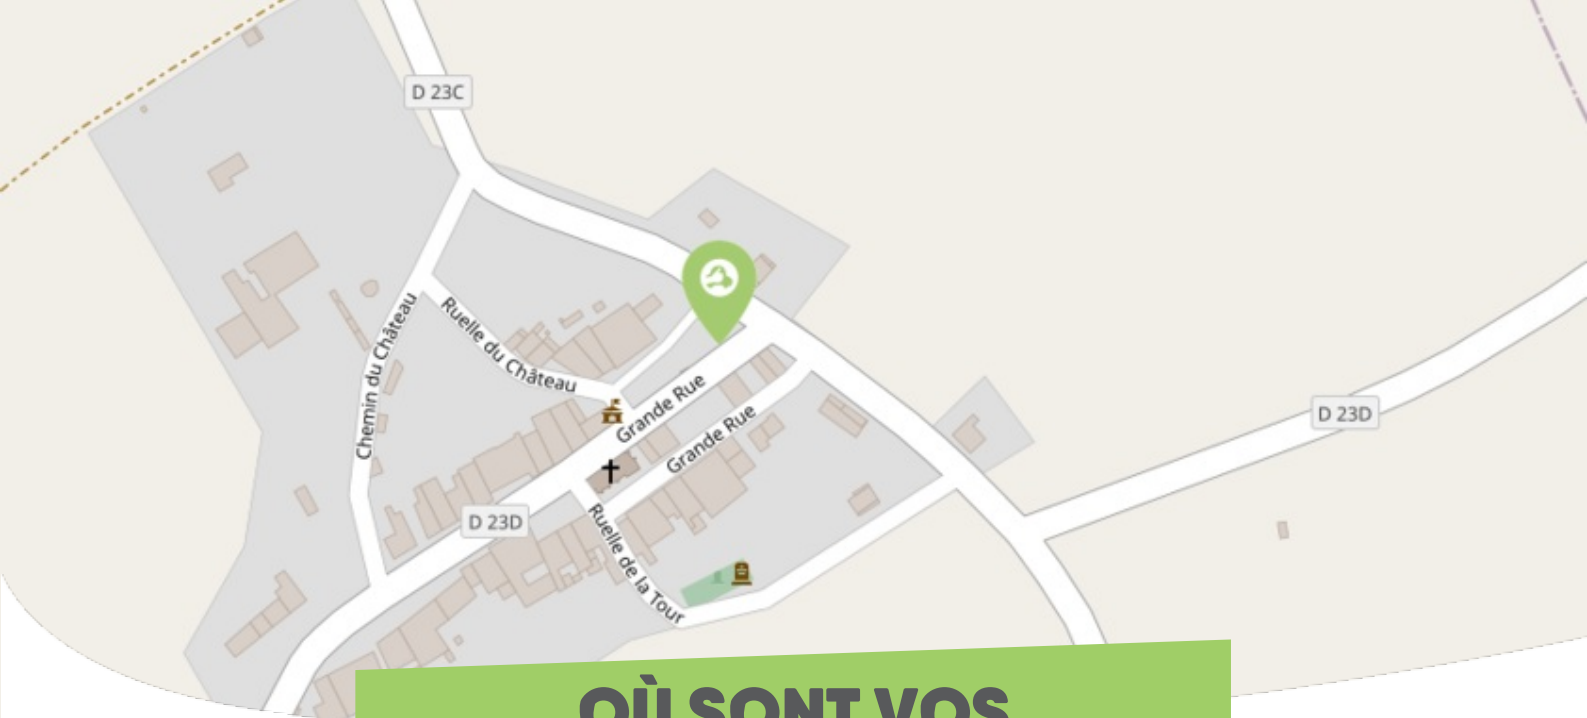 D 23C
Ruelle du Château
Chemin du Château
Grande Rue
Grande Rue
D 23D
D 23D
Ruelle de la Tour
OÙ SONT VOS